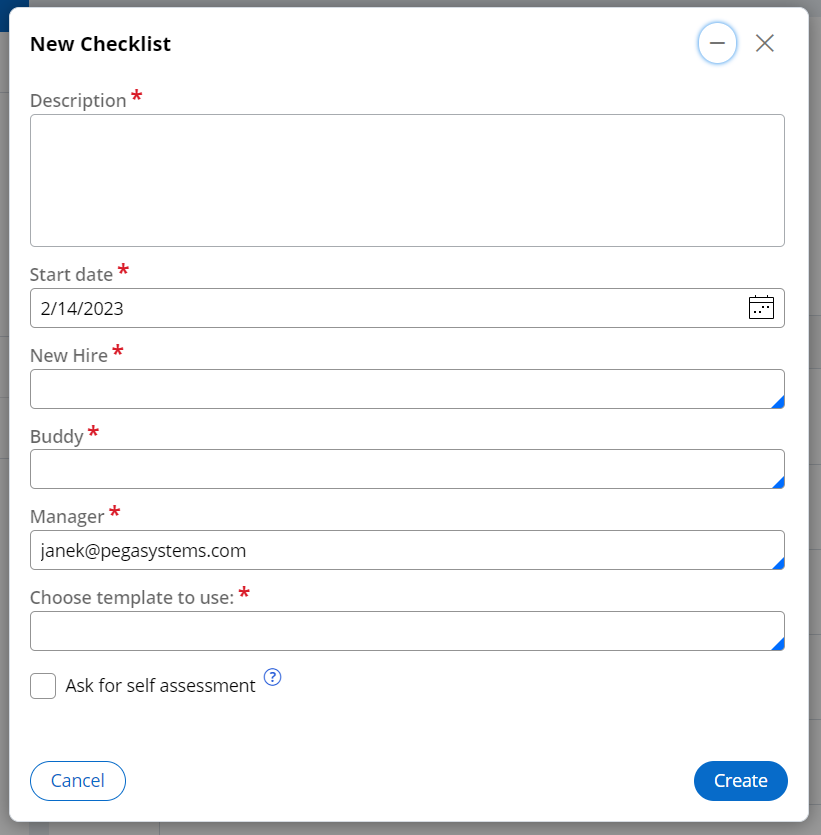 New Checklist
Description *
Start date *
2/14/2023
New Hire *
Buddy *
Manager *
janek@pegasystems.com
Choose template to use: *
Ask for self assessment ?
Cancel
Create